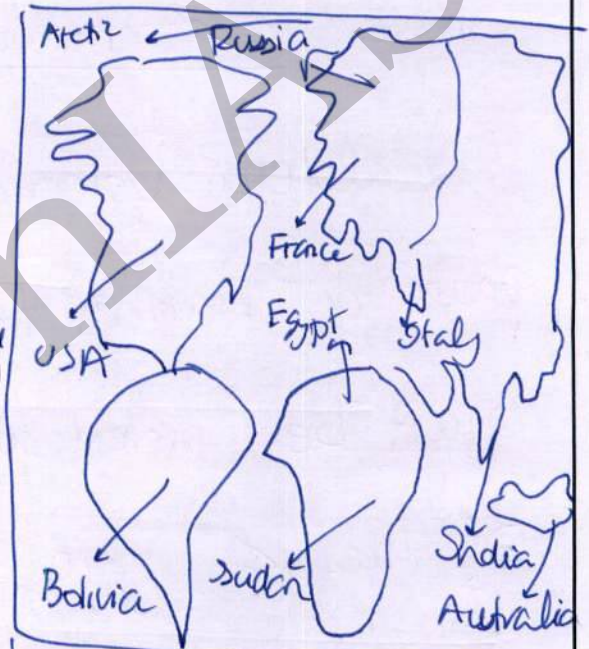 Arctic
Russia
France
Egypt
Italy
USA
Bolivia
Sudan
India
Australia